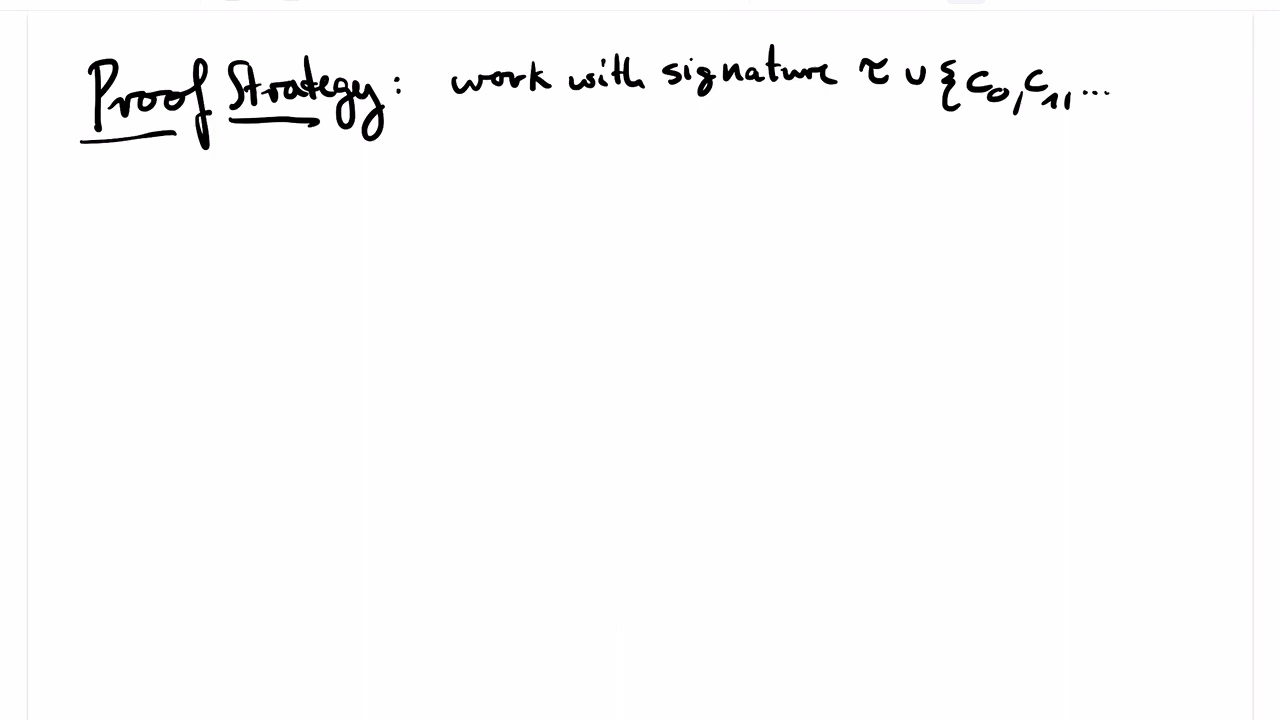 Proof Strategy: work with signature τ ∪ {c₀, c₁, ...